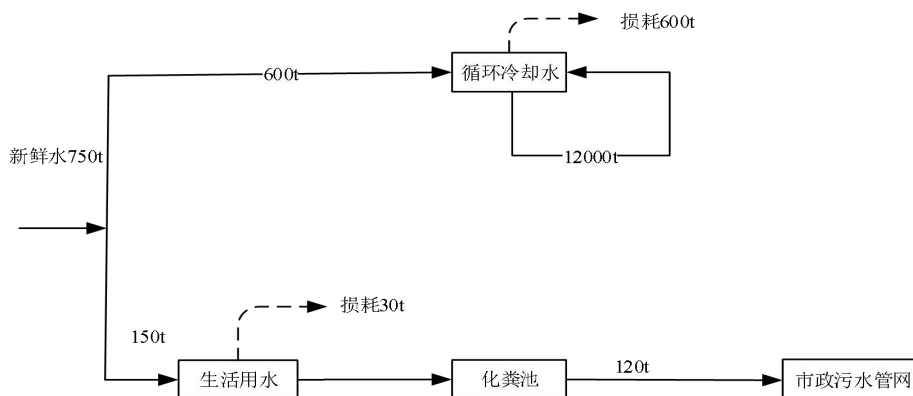 损耗600t
600t
循环冷却水
新鲜水750t
12000t
损耗30t
150t
生活用水
化粪池
120t
市政污水管网